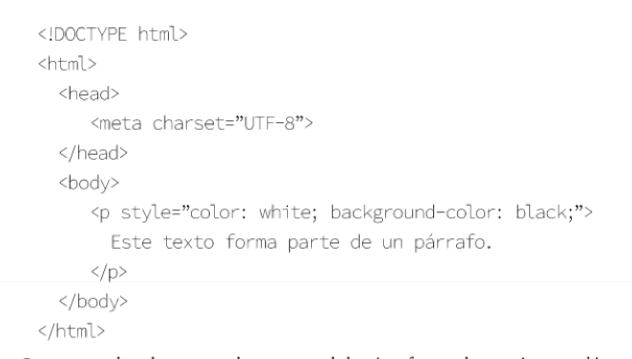 <!DOCTYPE html>
<html>
<head>
<meta charset=”UTF-8”>
</head>
<body>
<p style=”color: white; background-color: black;”>
Este texto forma parte de un párrafo.
</p>
</body>
</html>